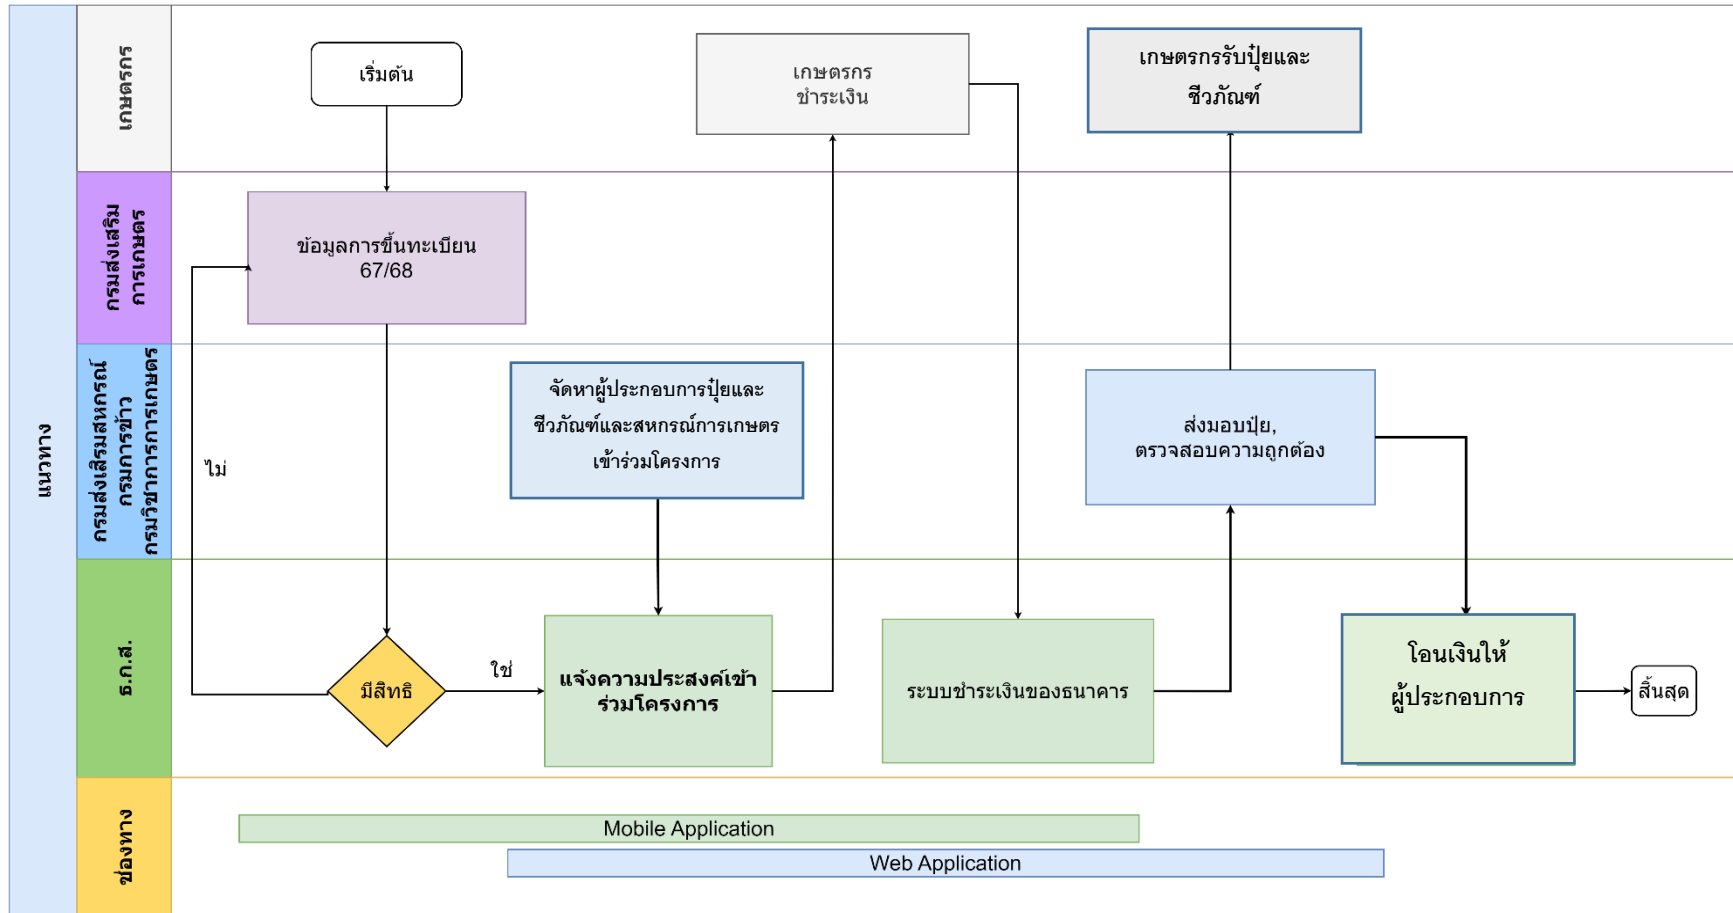 แนวทาง
เกษตรกร
เริ่มต้น
เกษตรกร
ชำระเงิน
เกษตรกรรับปุ๋ยและ
ชีวภัณฑ์
กรมส่งเสริม
การเกษตร
ข้อมูลการขึ้นทะเบียน
67/68
กรมส่งเสิรมสหกรณ์
กรมการข้าว
กรมวิชาการการเกษตร
ไม่
จัดหาผู้ประกอบการปุ๋ยและ
ชีวภัณฑ์และสหกรณ์การเกษตร
เข้าร่วมโครงการ
ส่งมอบปุ๋ย,
ตรวจสอบความถูกต้อง
ธ.ก.ส.
มีสิทธิ
ใช่
แจ้งความประสงค์เข้า
ร่วมโครงการ
ระบบชำระเงินของธนาคาร
โอนเงินให้
ผู้ประกอบการ
สิ้นสุด
ช่องทาง
Mobile Application
Web Application